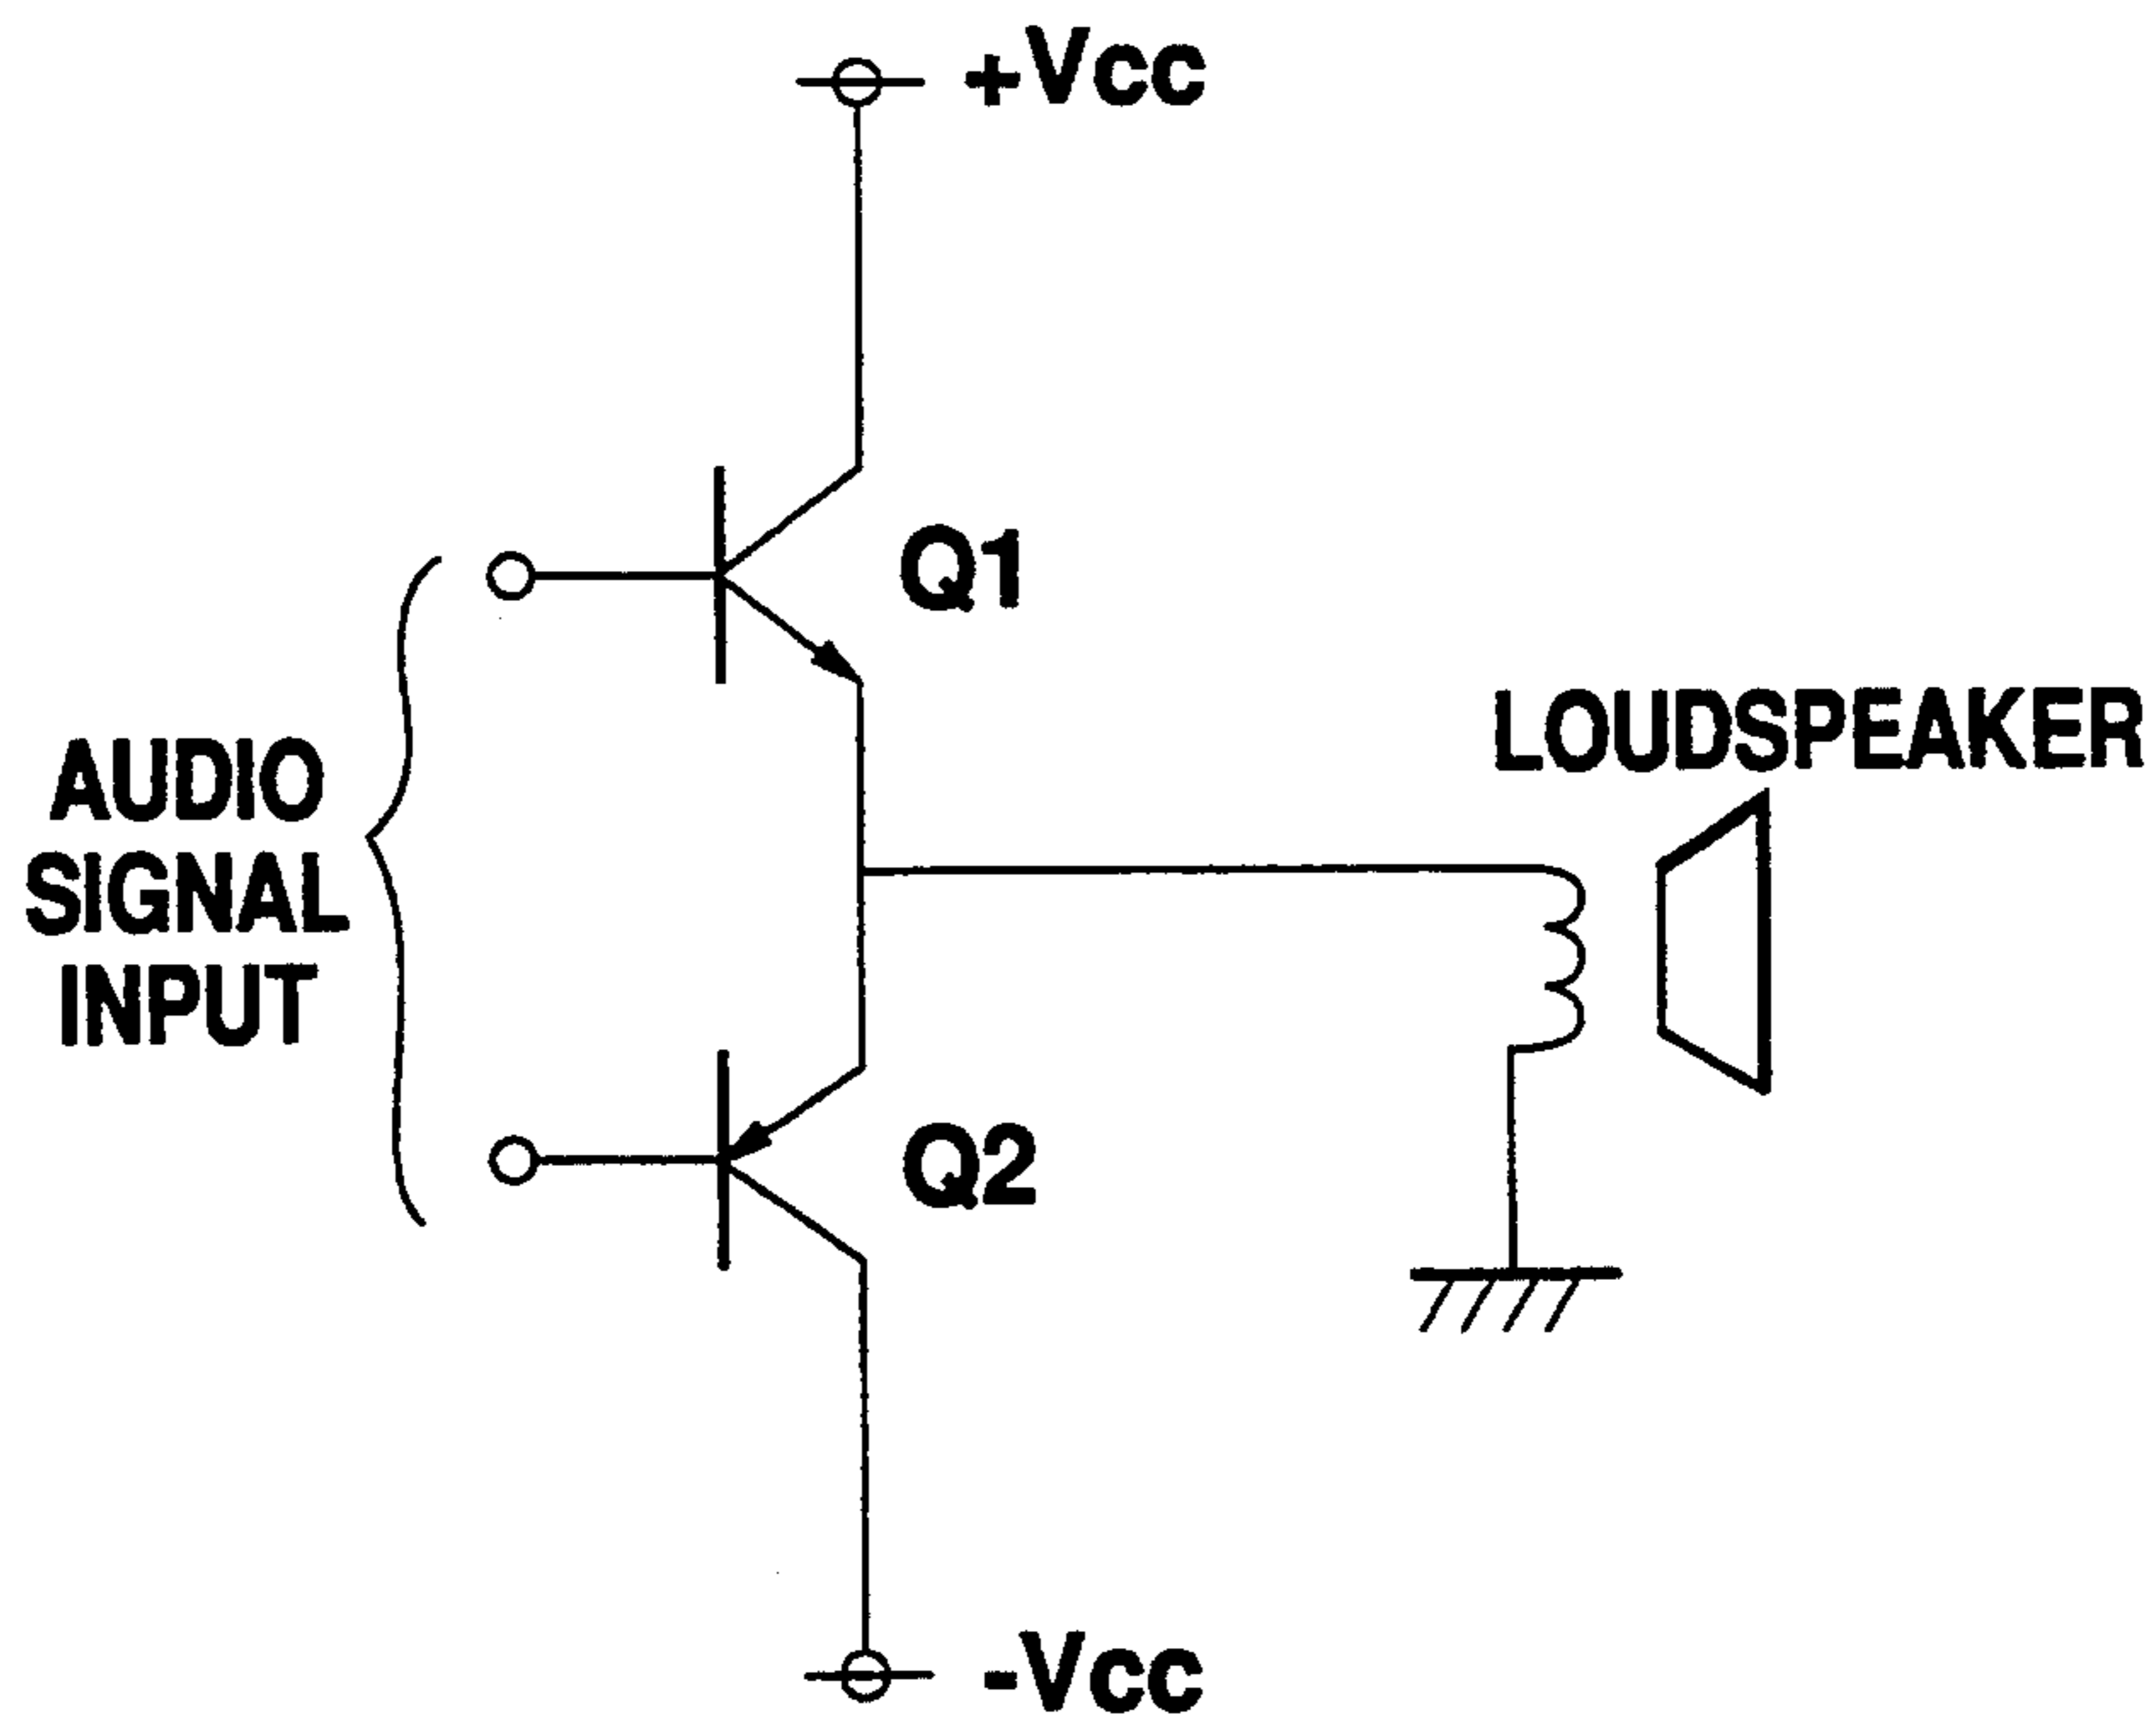 +Vcc
Q1
LOUDSPEAKER
AUDIO
SIGNAL
INPUT
Q2
-Vcc